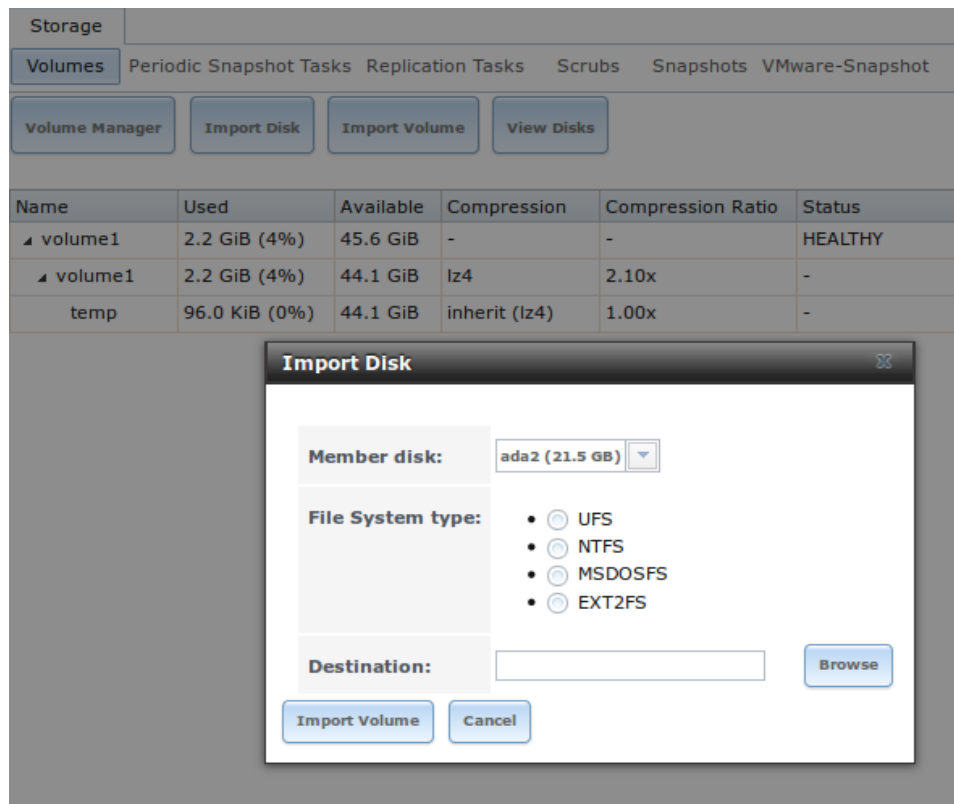 Storage
Volumes Periodic Snapshot Tasks Replication Tasks Scrubs Snapshots VMware-Snapshot
Volume Manager Import Disk Import Volume View Disks
Name Used Available Compression Compression Ratio Status
volume1 2.2 GiB (4%) 45.6 GiB - - HEALTHY
volume1 2.2 GiB (4%) 44.1 GiB lz4 2.10x -
temp 96.0 KiB (0%) 44.1 GiB inherit (lz4) 1.00x -
Import Disk
Member disk: ada2 (21.5 GB)
File System type: • UFS
• NTFS
• MSDOSFS
• EXT2FS
Destination: Browse
Import Volume Cancel